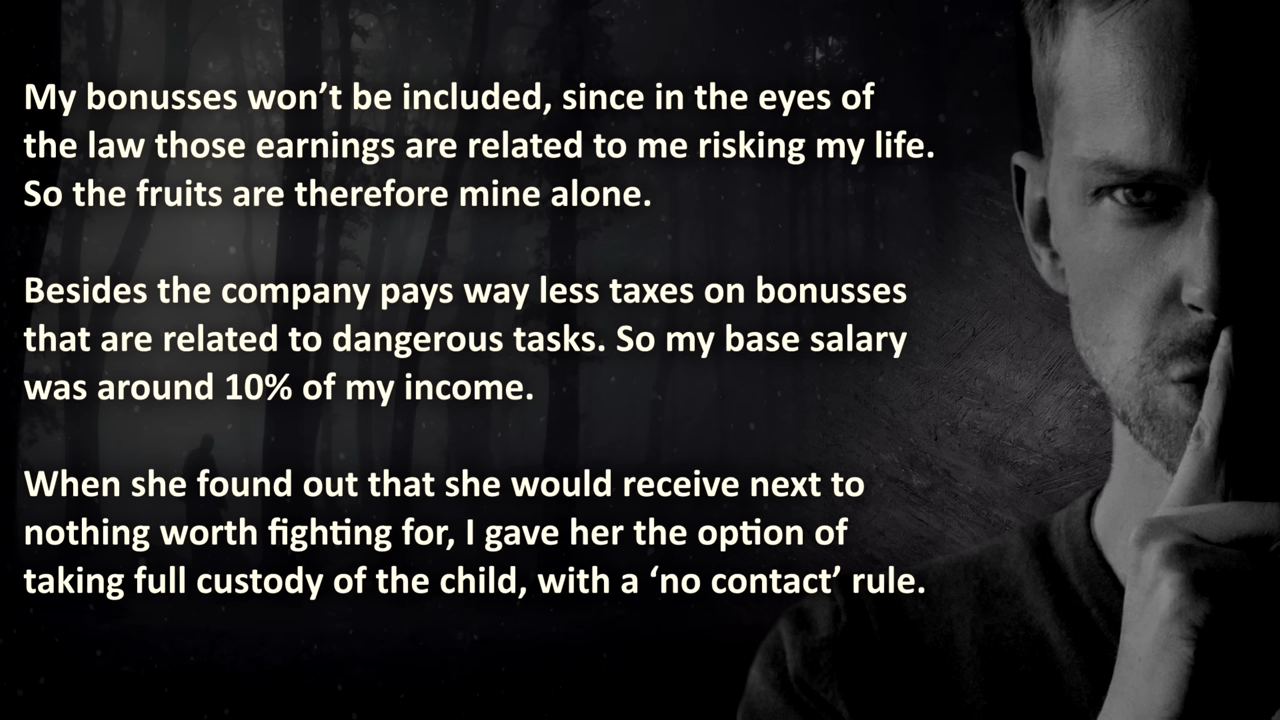 My bonusses won’t be included, since in the eyes of
the law those earnings are related to me risking my life.
So the fruits are therefore mine alone.
Besides the company pays way less taxes on bonusses
that are related to dangerous tasks. So my base salary
was around 10% of my income.
When she found out that she would receive next to
nothing worth fighting for, I gave her the option of
taking full custody of the child, with a ‘no contact’ rule.